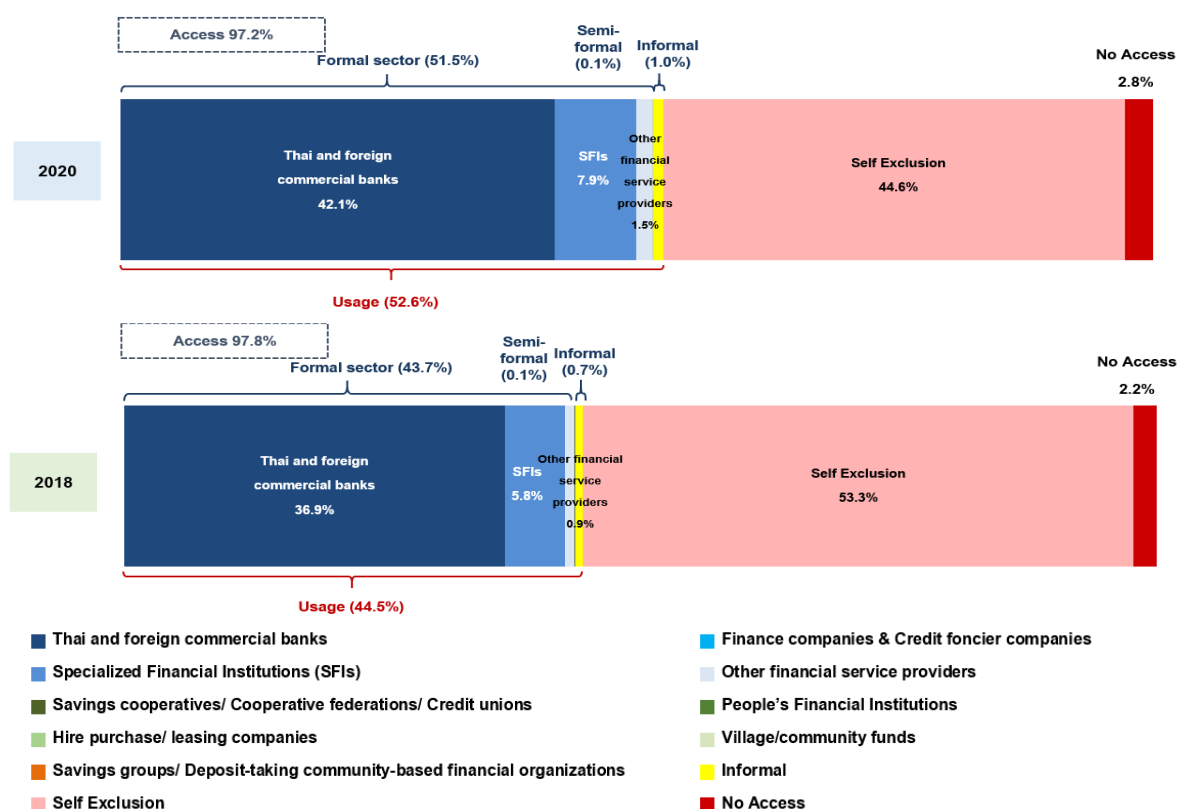 Access 97.2%
Formal sector (51.5%)
Semi-
formal
(0.1%)
Informal
(1.0%)
No Access
2.8%
2020
Thai and foreign
commercial banks
42.1%
SFIs
7.9%
Other
financial
service
providers
1.5%
Self Exclusion
44.6%
Usage (52.6%)
Access 97.8%
Formal sector (43.7%)
Semi-
formal
(0.1%)
Informal
(0.7%)
No Access
2.2%
2018
Thai and foreign
commercial banks
36.9%
SFIs
5.8%
Other financial
service
providers
0.9%
Self Exclusion
53.3%
Usage (44.5%)
Thai and foreign commercial banks
Specialized Financial Institutions (SFIs)
Savings cooperatives/ Cooperative federations/ Credit unions
Hire purchase/ leasing companies
Savings groups/ Deposit-taking community-based financial organizations
Self Exclusion
Finance companies & Credit foncier companies
Other financial service providers
People's Financial Institutions
Village/community funds
Informal
No Access